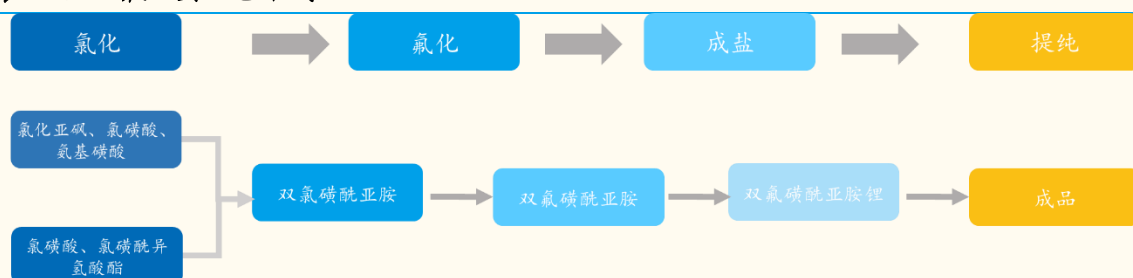 氯化
氟化
成盐
提纯
氯化亚砜、氯磺酸、
氨基磺酸
双氯磺酰亚胺
双氟磺酰亚胺
双氟磺酰亚胺锂
成品
氯磺酸、氯磺酰异
氢酸酯